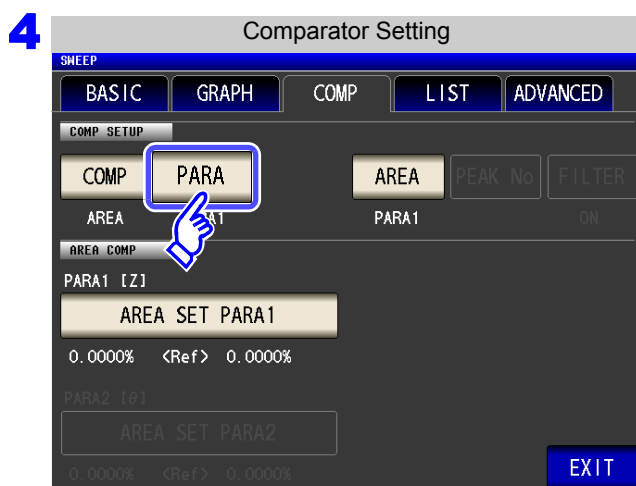 4
Comparator Setting
SWEEP
BASIC GRAPH COMP LIST ADVANCED
COMP SETUP
COMP PARA AREA PEAK No FILTER
AREA A1 PARA1 ON
AREA COMP
PARA1 [Z]
AREA SET PARA1
0.0000% <Ref> 0.0000%
PARA2 [θ]
AREA SET PARA2
0.0000% <Ref> 0.0000%
EXIT